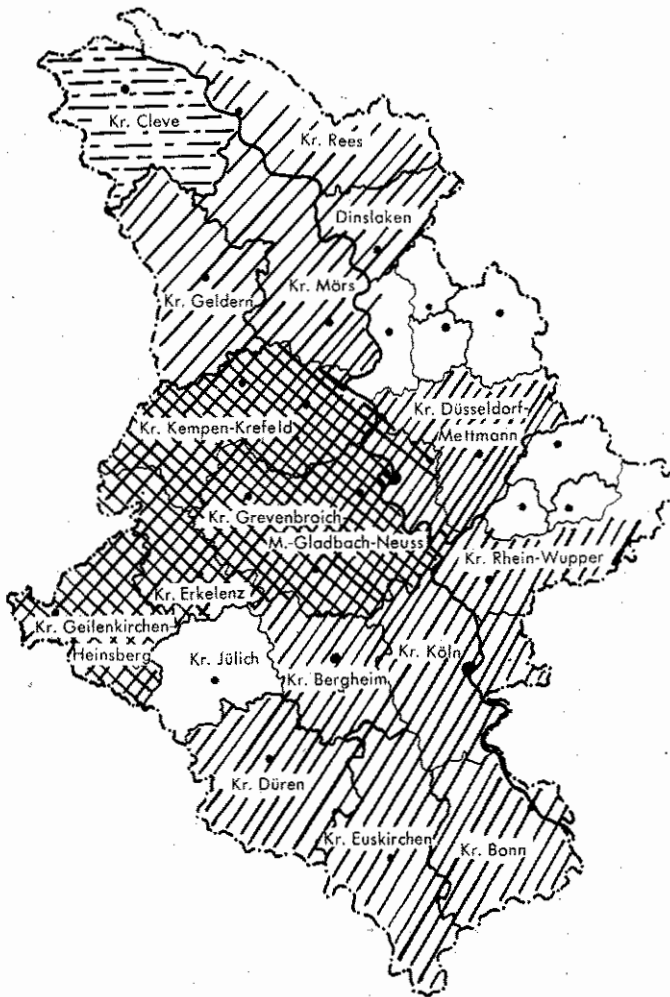 Kr. Cleve
Kr. Rees
Dinslaken
Kr. Geldern
Kr. Mörs
Kr. Düsseldorf-
Mettmann
Kr. Kempen-Krefeld
Kr. Grevenbroich-
M.-Gladbach-Neuss
Kr. Rhein-Wupper
Kr. Erkelenz
Kr. Geilenkirchen-
Heinsberg
Kr. Jülich
Kr. Bergheim
Kr. Köln
Kr. Düren
Kr. Euskirchen
Kr. Bonn